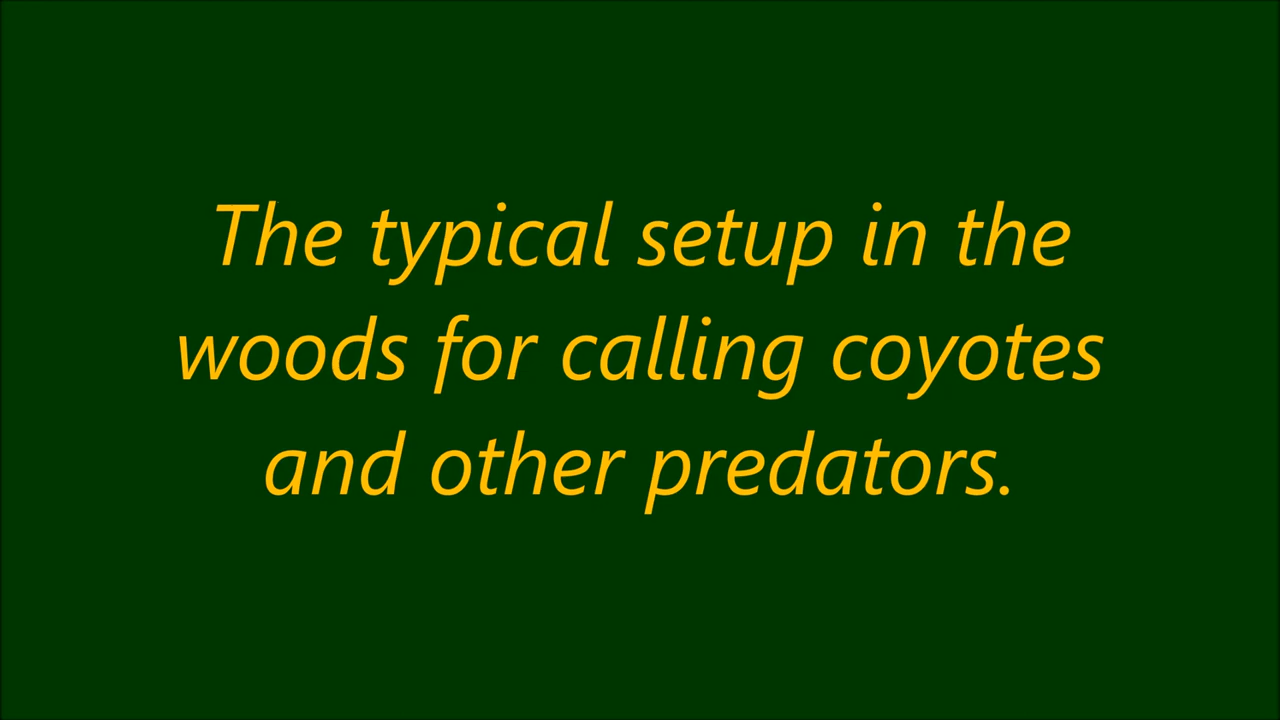 The typical setup in the
woods for calling coyotes
and other predators.